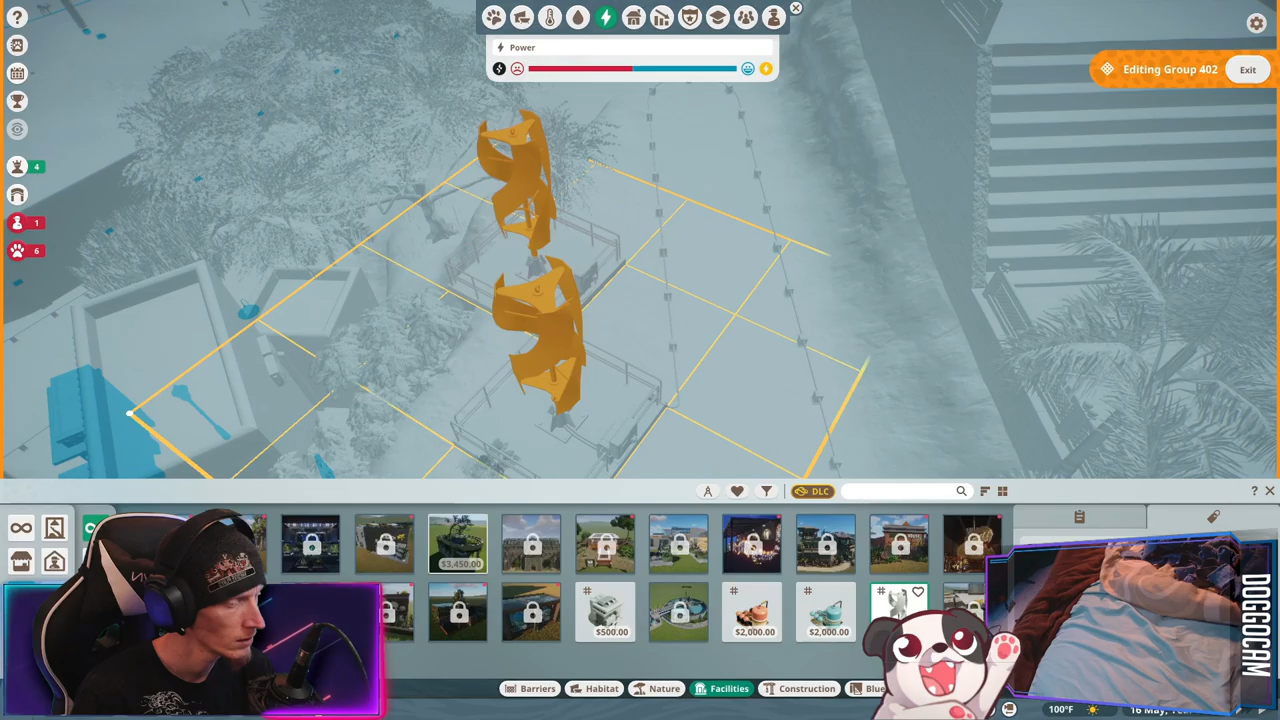 Power
Editing Group 402
Exit
4
1
6
DLC
?
$3,450.00
$500.00
$2,000.00
$2,000.00
Barriers
Habitat
Nature
Facilities
Construction
100°F
16 May,
DOGGOCAM